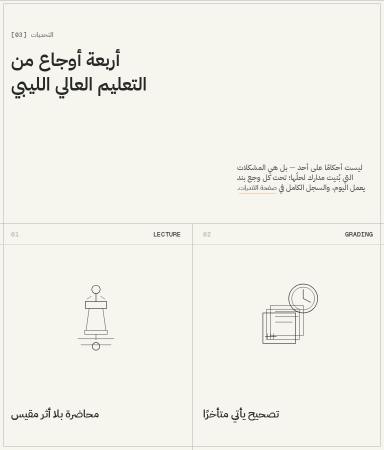 [03] التحديات
أربعة أوجاع من
التعليم العالي الليبي
ليست أحكامًا على أحد — بل هي المشكلات
التي بُنيت مدارك لحلّها؛ تحت كل وجع بند
يعمل اليوم، والسجل الكامل في صفحة القدرات.
01 LECTURE
محاضرة بلا أثر مقيس
02 GRADING
تصحيح يأتي متأخرًا